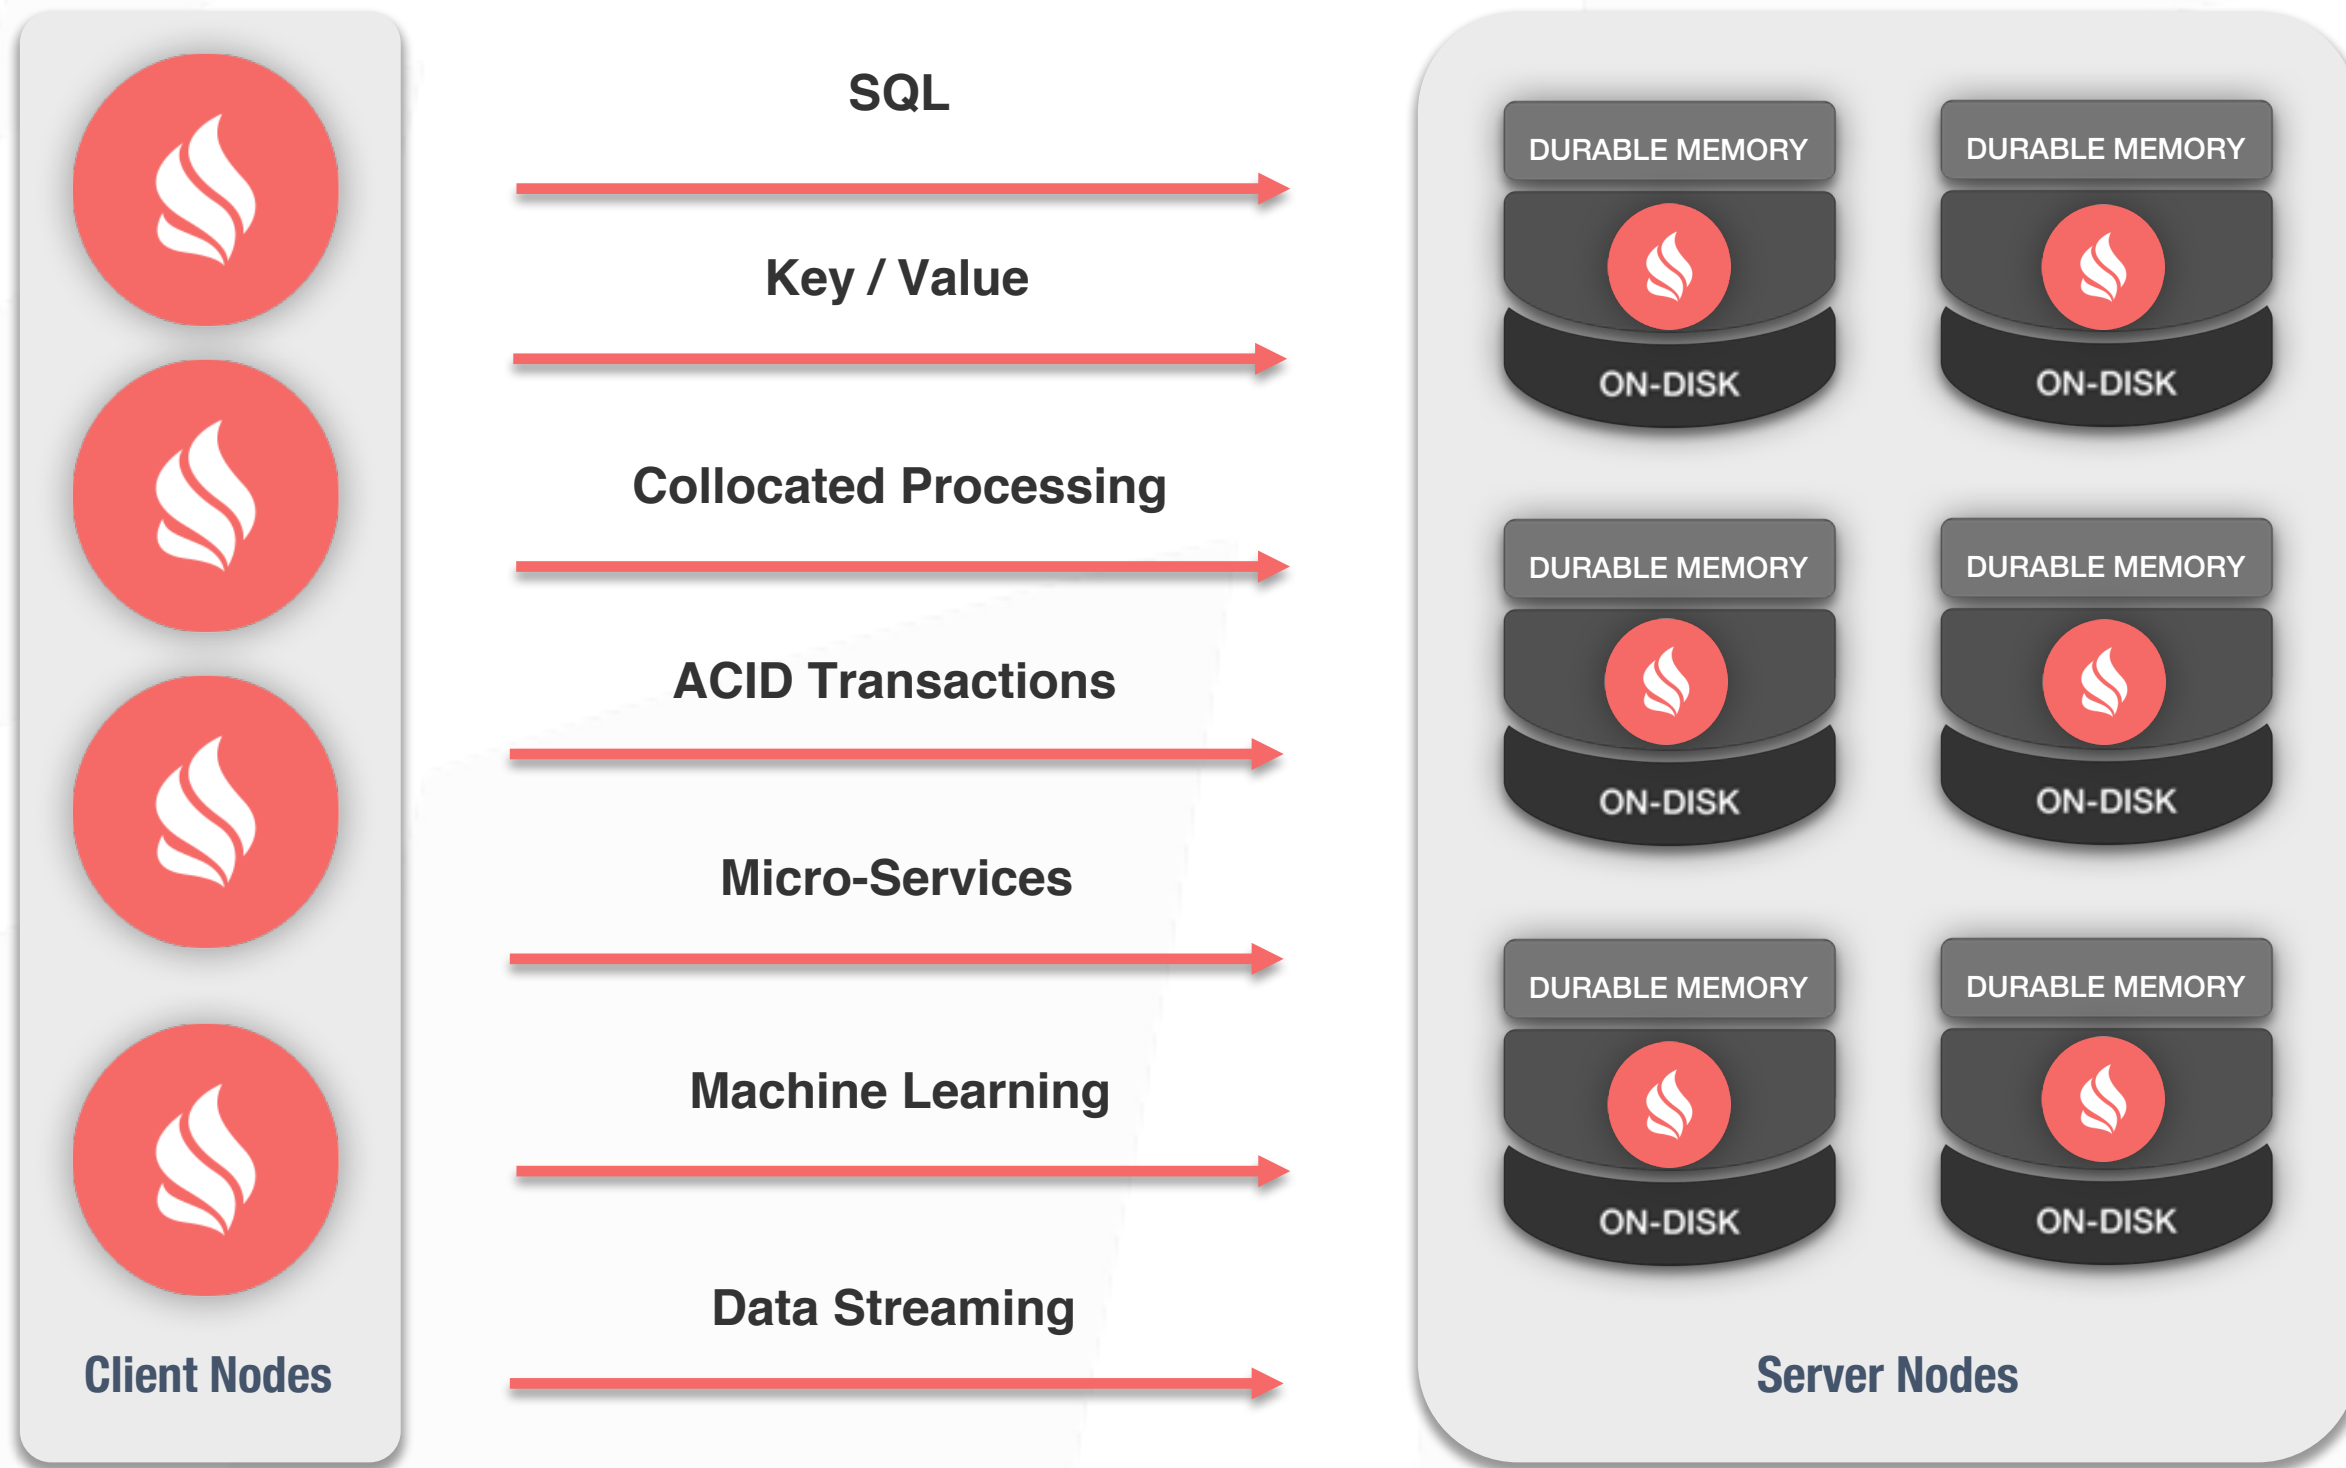 SQL
Key / Value
Collocated Processing
ACID Transactions
Micro-Services
Machine Learning
Data Streaming
Client Nodes
DURABLE MEMORY
DURABLE MEMORY
ON-DISK
ON-DISK
DURABLE MEMORY
DURABLE MEMORY
ON-DISK
ON-DISK
DURABLE MEMORY
DURABLE MEMORY
ON-DISK
ON-DISK
Server Nodes